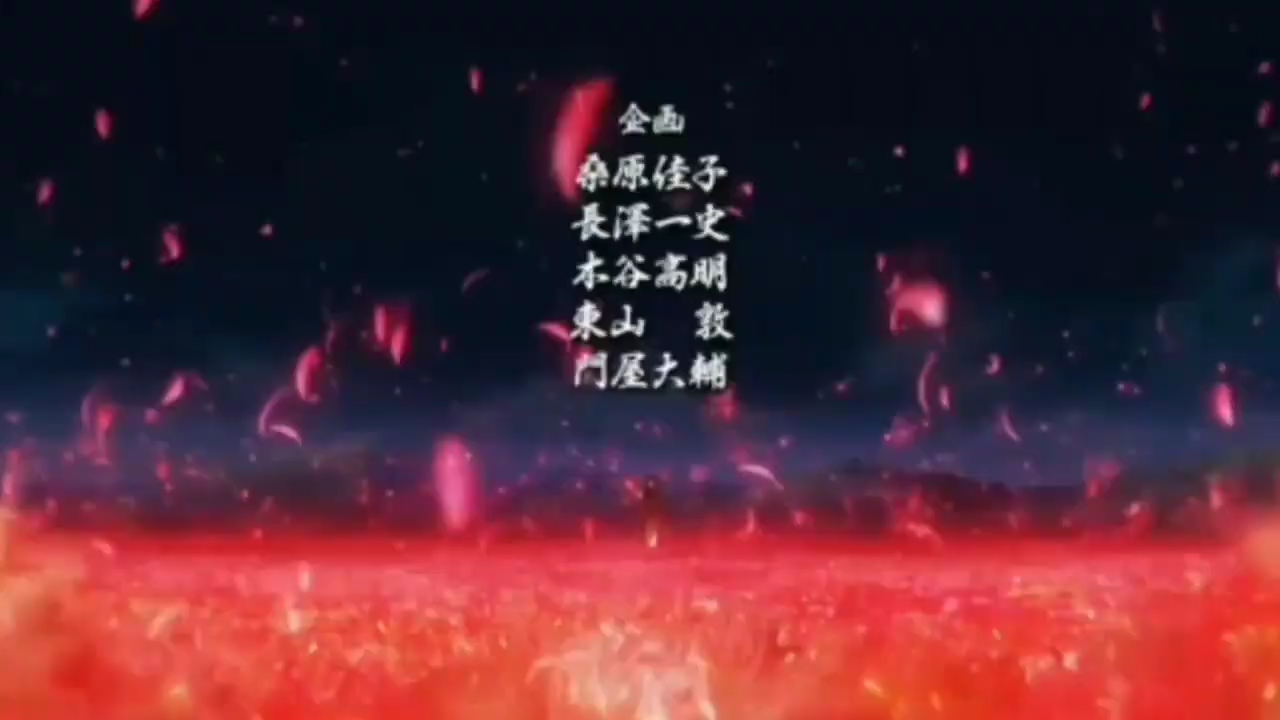 企画
桑原佳子
長澤一史
木谷高明
東山　敦
門屋大輔